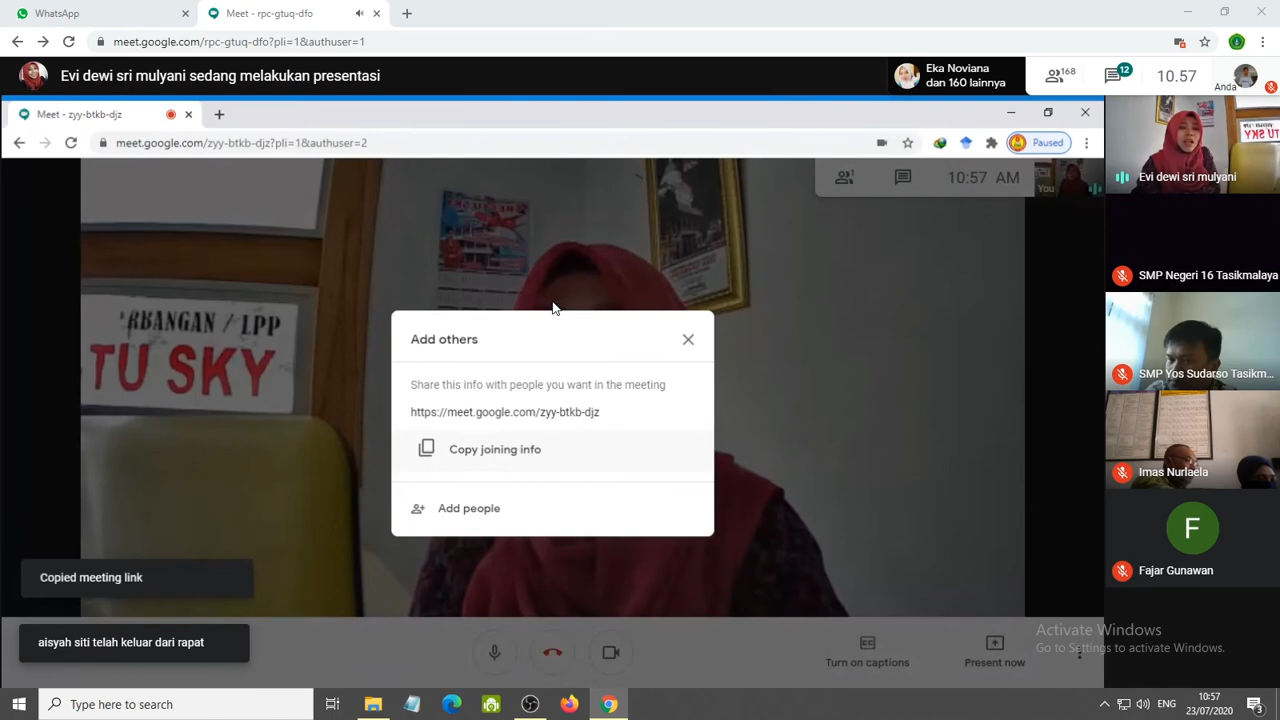 WhatsApp
Meet - rpc-gtuq-dfo
meet.google.com/rpc-gtuq-dfo?pli=1&authuser=1
Evi dewi sri mulyani sedang melakukan presentasi
Eka Noviana
dan 160 lainnya
168
12
10.57
Anda
Meet - zyy-btkb-djz
meet.google.com/zyy-btkb-djz?pli=1&authuser=2
Paused
1
10:57 AM
You
Evi dewi sri mulyani
SMP Negeri 16 Tasikmalaya
SMP Yos Sudarso Tasikm...
Imas Nurlaela
F
Fajar Gunawan
RBANGAN / LPP
TU SKY
LPP
TU SKY
Add others
Share this info with people you want in the meeting
https://meet.google.com/zyy-btkb-djz
Copy joining info
Add people
Copied meeting link
aisyah siti telah keluar dari rapat
Turn on captions
Present now
Activate Windows
Go to Settings to activate Windows.
Type here to search
ENG
10:57
23/07/2020
3